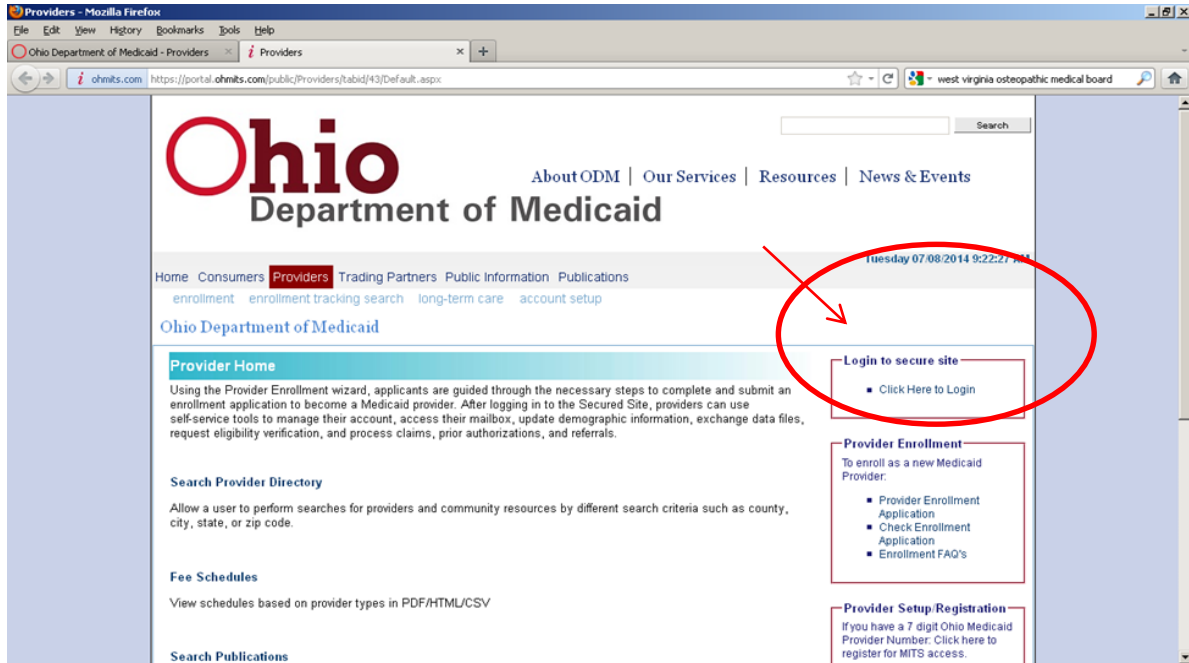 Providers - Mozilla Firefox
File Edit View History Bookmarks Tools Help
Ohio Department of Medicaid - Providers × i Providers × +
i ohmits.com https://portal.ohmits.com/public/Providers/tabid/43/Default.aspx west virginia osteopathic medical board
Search
Ohio
Department of Medicaid
About ODM | Our Services | Resources | News & Events
Tuesday 07/08/2014 9:22:27 AM
Home Consumers Providers Trading Partners Public Information Publications
enrollment enrollment tracking search long-term care account setup
Ohio Department of Medicaid
Provider Home
Using the Provider Enrollment wizard, applicants are guided through the necessary steps to complete and submit an
enrollment application to become a Medicaid provider. After logging in to the Secured Site, providers can use
self-service tools to manage their account, access their mailbox, update demographic information, exchange data files,
request eligibility verification, and process claims, prior authorizations, and referrals.
Search Provider Directory
Allow a user to perform searches for providers and community resources by different search criteria such as county,
city, state, or zip code.
Fee Schedules
View schedules based on provider types in PDF/HTML/CSV
Search Publications
Login to secure site
Click Here to Login
Provider Enrollment
To enroll as a new Medicaid
Provider:
Provider Enrollment
Application
Check Enrollment
Application
Enrollment FAQ's
Provider Setup/Registration
If you have a 7 digit Ohio Medicaid
Provider Number: Click here to
register for MITS access.